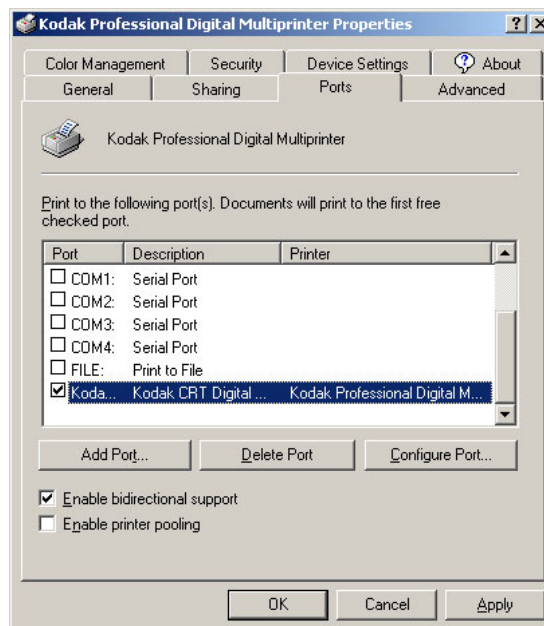 Kodak Professional Digital Multiprinter Properties
Color Management Security Device Settings About
General Sharing Ports Advanced
Kodak Professional Digital Multiprinter
Print to the following port(s). Documents will print to the first free
checked port.
Port Description Printer
COM1: Serial Port
COM2: Serial Port
COM3: Serial Port
COM4: Serial Port
FILE: Print to File
Koda... Kodak CRT Digital ... Kodak Professional Digital M...
Add Port... Delete Port Configure Port...
Enable bidirectional support
Enable printer pooling
OK Cancel Apply